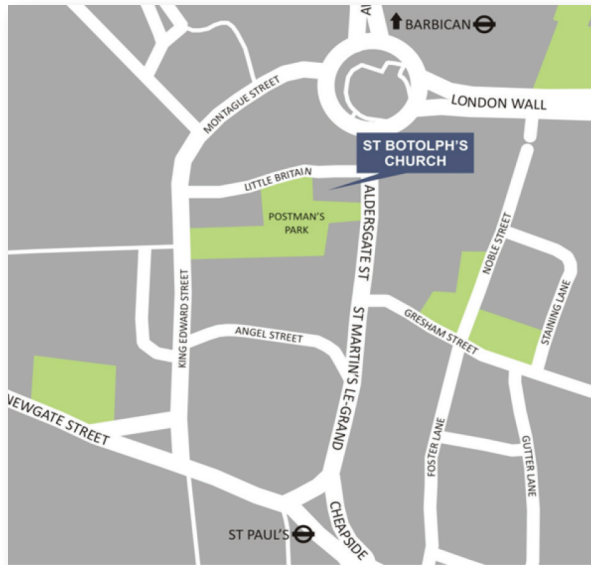 BARBICAN
LONDON WALL
MONTAGUE STREET
ST BOTOLPH'S
CHURCH
LITTLE BRITAIN
POSTMAN'S
PARK
ALDERSGATE ST
NOBLE STREET
STAINING LANE
KING EDWARD STREET
ANGEL STREET
ST MARTIN'S LE-GRAND
GRESHAM STREET
NEWGATE STREET
FOSTER LANE
GUTTER LANE
ST PAUL'S
CHEAPSIDE